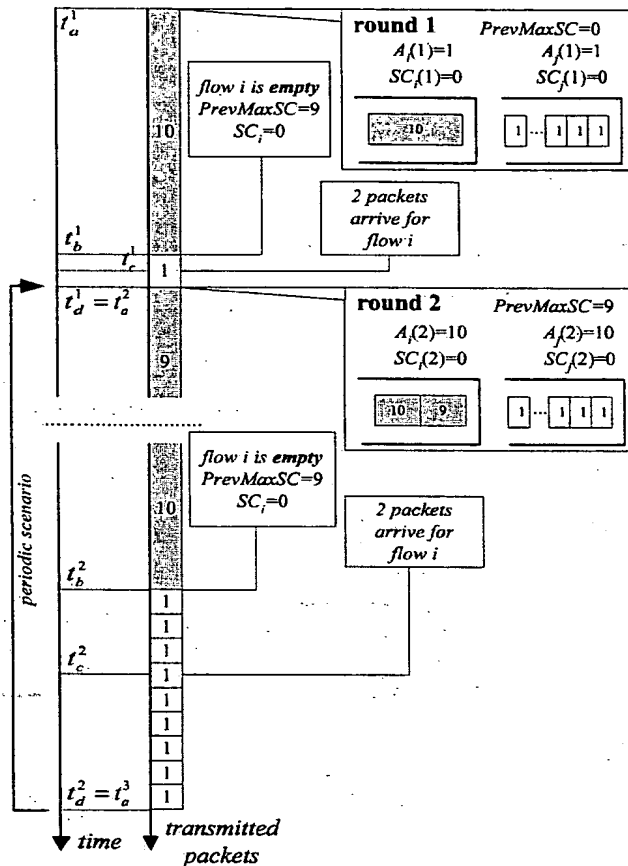 t_a^1
10
round 1 PrevMaxSC=0
A_i(1)=1 A_j(1)=1
SC_i(1)=0 SC_j(1)=0
10
1 ... 1 1 1
flow i is empty
PrevMaxSC=9
SC_i=0
2 packets
arrive for
flow i
t_b^1
t_c^1
1
t_d^1 = t_a^2
9
round 2 PrevMaxSC=9
A_i(2)=10 A_j(2)=10
SC_i(2)=0 SC_j(2)=0
10 9
1 ... 1 1 1
flow i is empty
PrevMaxSC=9
SC_i=0
10
2 packets
arrive for
flow i
periodic scenario
t_b^2
1
1
1
t_c^2
1
1
1
1
1
t_d^2 = t_a^3
1
time
transmitted
packets